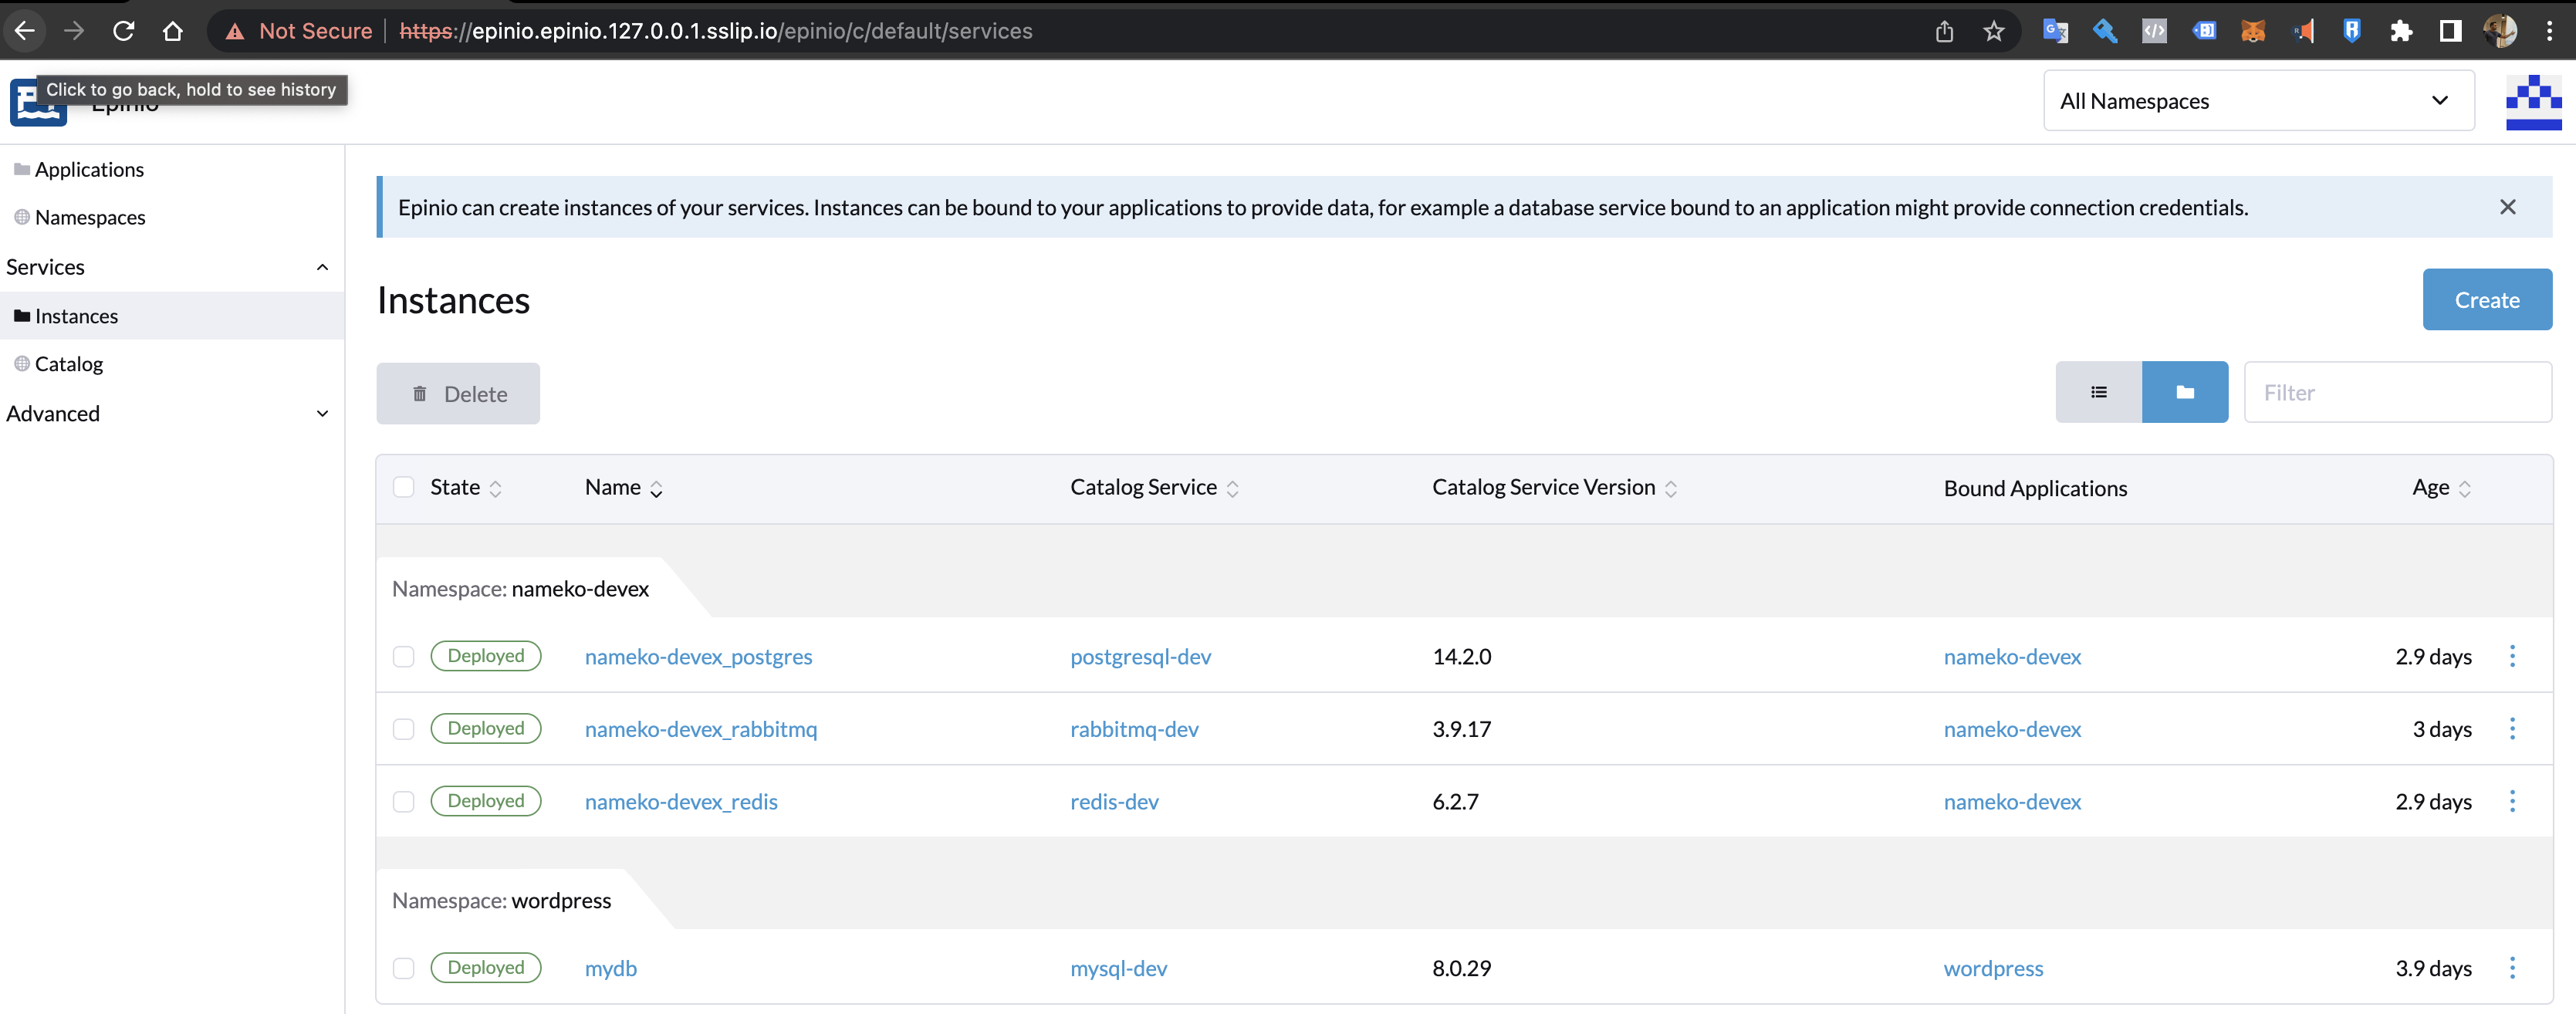 Not Secure https://epinio.epinio.127.0.0.1.sslip.io/epinio/c/default/services
Click to go back, hold to see history
Epinio
All Namespaces
Applications
Namespaces
Services
Instances
Catalog
Advanced
Epinio can create instances of your services. Instances can be bound to your applications to provide data, for example a database service bound to an application might provide connection credentials.
Instances
Create
Delete
Filter
State Name Catalog Service Catalog Service Version Bound Applications Age
Namespace: nameko-devex
Deployed nameko-devex_postgres postgresql-dev 14.2.0 nameko-devex 2.9 days
Deployed nameko-devex_rabbitmq rabbitmq-dev 3.9.17 nameko-devex 3 days
Deployed nameko-devex_redis redis-dev 6.2.7 nameko-devex 2.9 days
Namespace: wordpress
Deployed mydb mysql-dev 8.0.29 wordpress 3.9 days